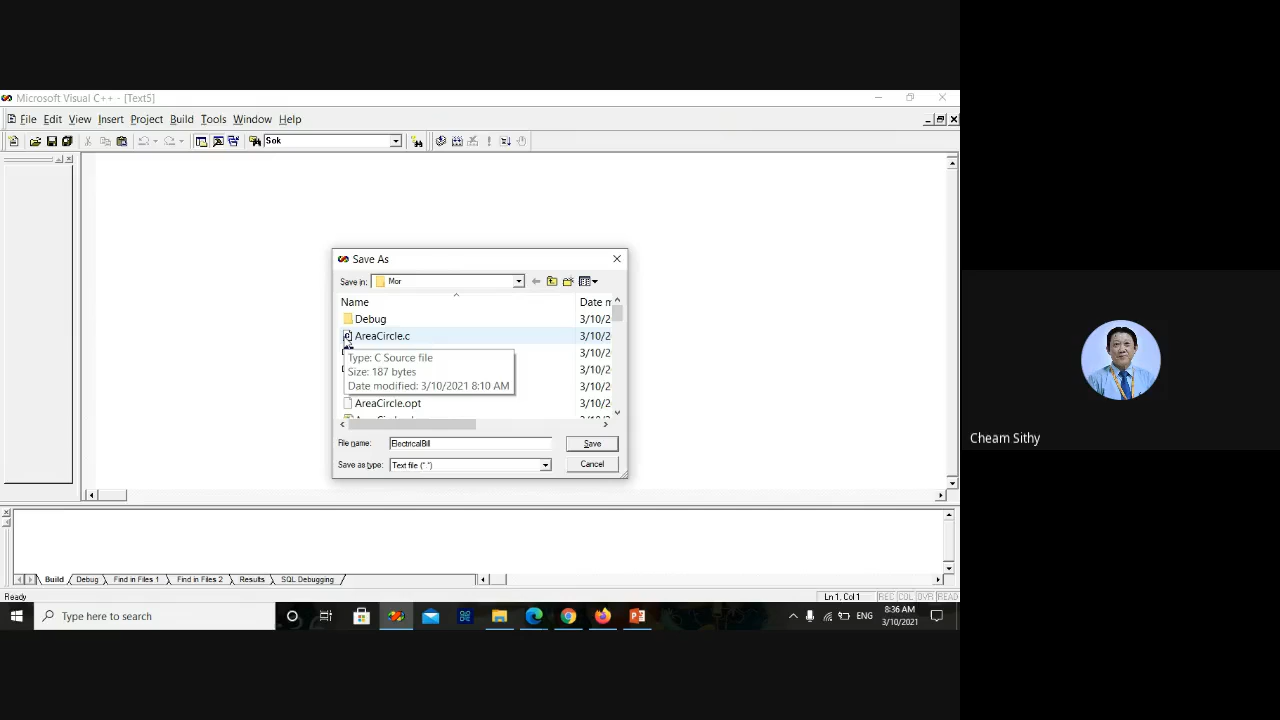 Microsoft Visual C++ - [Text5]
File Edit View Insert Project Build Tools Window Help
Sok
Save As
Save in: Mor
Name Date m
Debug 3/10/2
AreaCircle.c 3/10/2
3/10/2
Type: C Source file
Size: 187 bytes
3/10/2
Date modified: 3/10/2021 8:10 AM
3/10/2
AreaCircle.opt 3/10/2
File name: ElectricalBill Save
Save as type: Text file (*.*) Cancel
Cheam Sithy
Build Debug Find in Files 1 Find in Files 2 Results SQL Debugging
Ready Ln 1, Col 1 REC COL OVR READ
Type here to search ENG 8:36 AM
3/10/2021